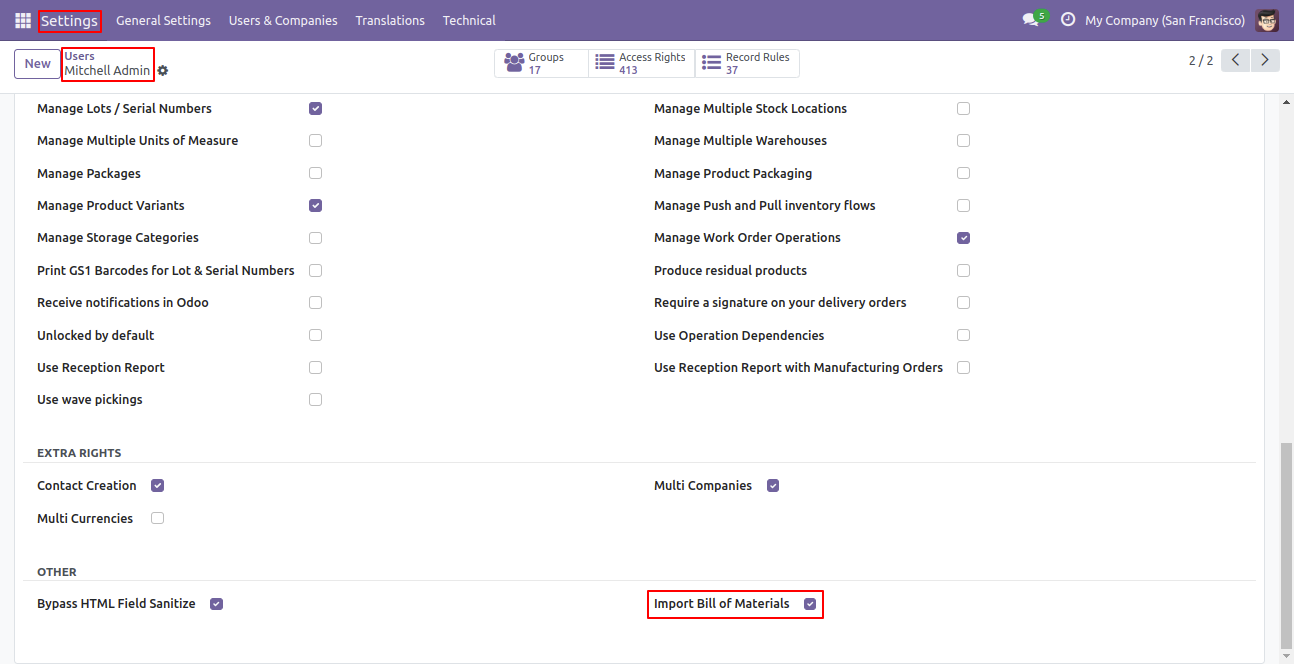 Settings General Settings Users & Companies Translations Technical 5 My Company (San Francisco)
New Users Groups Access Rights Record Rules
Mitchell Admin 17 413 37 2 / 2
Manage Lots / Serial Numbers Manage Multiple Stock Locations
Manage Multiple Units of Measure Manage Multiple Warehouses
Manage Packages Manage Product Packaging
Manage Product Variants Manage Push and Pull inventory flows
Manage Storage Categories Manage Work Order Operations
Print GS1 Barcodes for Lot & Serial Numbers Produce residual products
Receive notifications in Odoo Require a signature on your delivery orders
Unlocked by default Use Operation Dependencies
Use Reception Report Use Reception Report with Manufacturing Orders
Use wave pickings
EXTRA RIGHTS
Contact Creation Multi Companies
Multi Currencies
OTHER
Bypass HTML Field Sanitize Import Bill of Materials